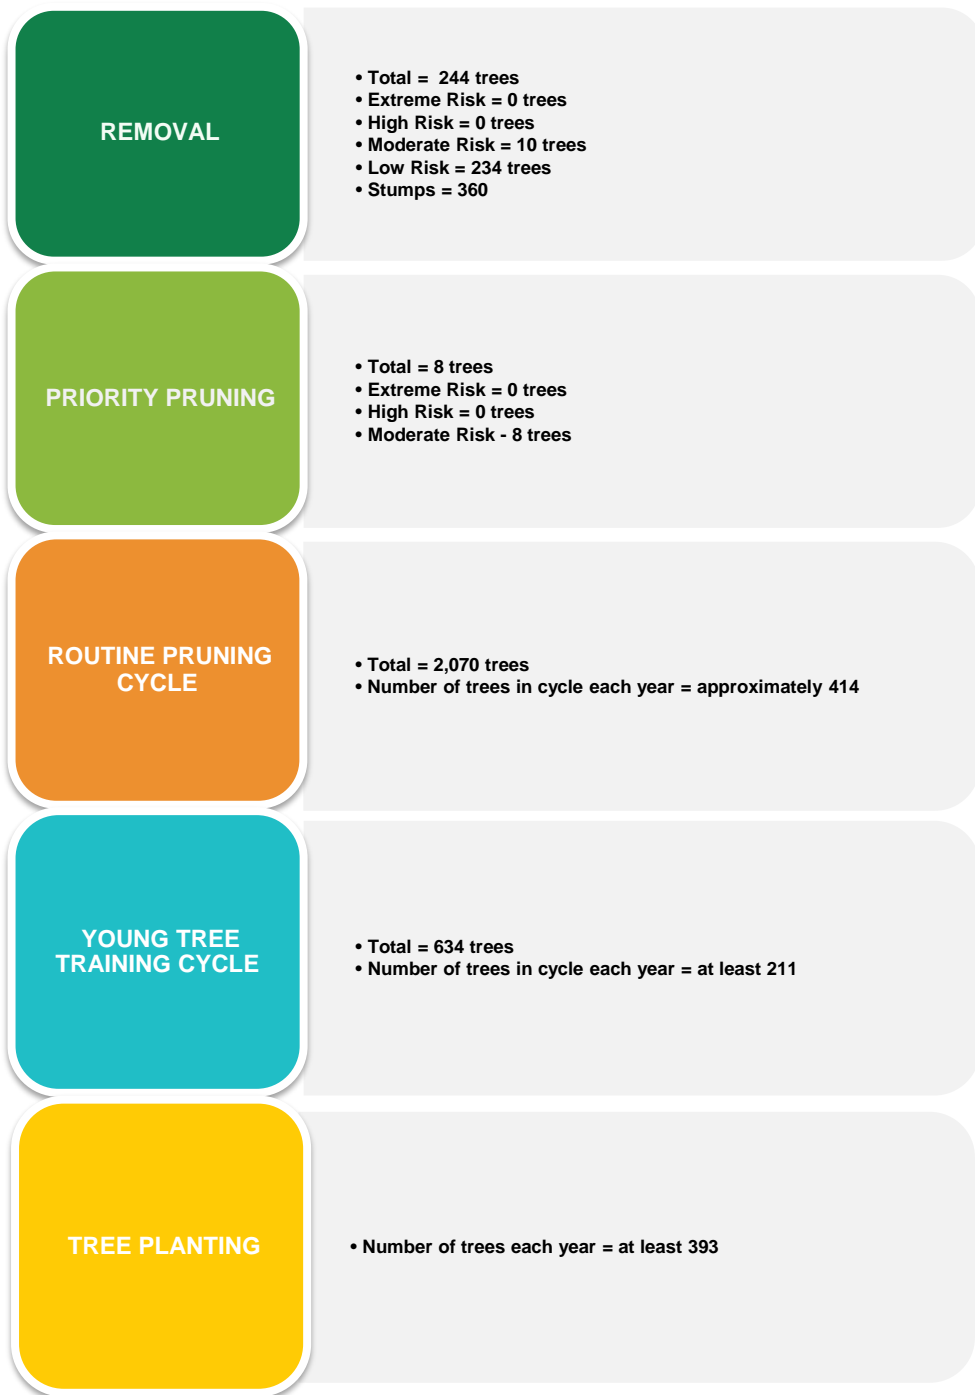 REMOVAL
• Total =  244 trees
• Extreme Risk = 0 trees
• High Risk = 0 trees
• Moderate Risk = 10 trees
• Low Risk = 234 trees
• Stumps = 360
PRIORITY PRUNING
• Total = 8 trees
• Extreme Risk = 0 trees
• High Risk = 0 trees
• Moderate Risk - 8 trees
ROUTINE PRUNING
CYCLE
• Total = 2,070 trees
• Number of trees in cycle each year = approximately 414
YOUNG TREE
TRAINING CYCLE
• Total = 634 trees
• Number of trees in cycle each year = at least 211
TREE PLANTING
• Number of trees each year = at least 393